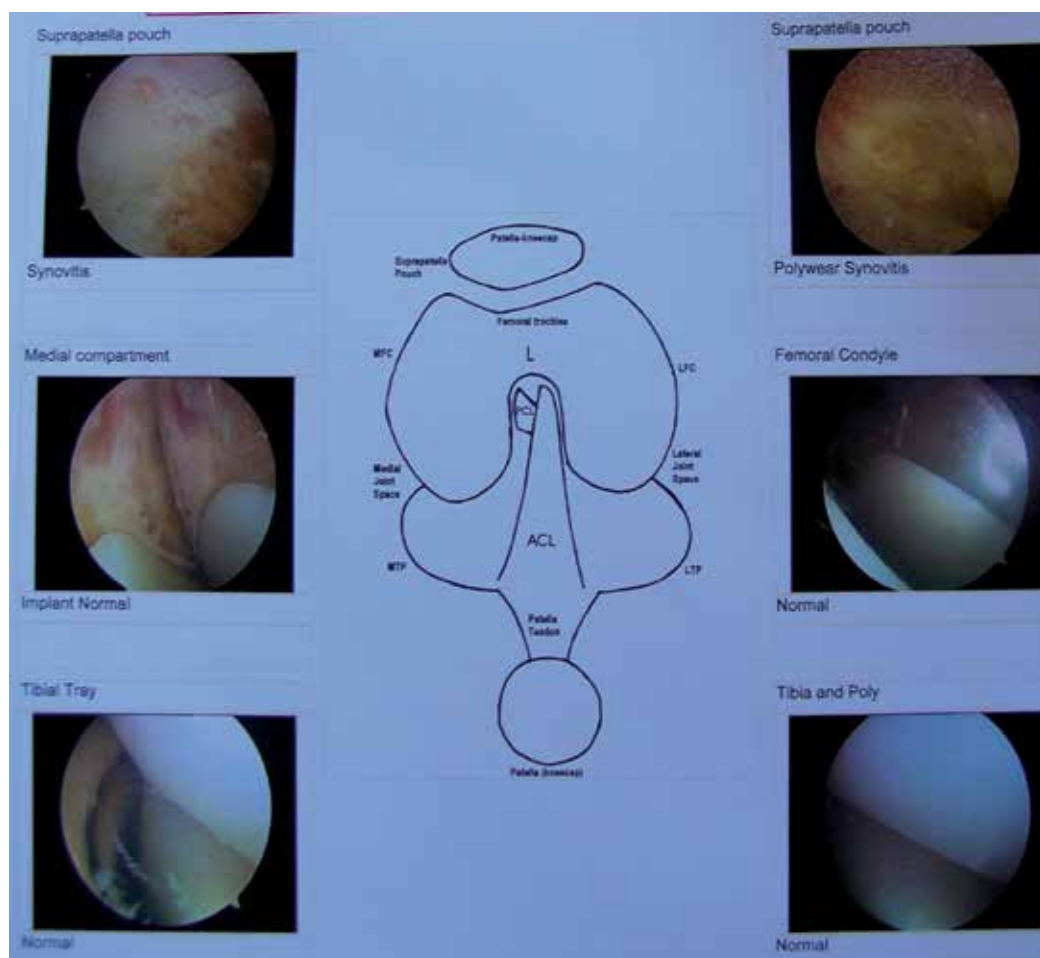 Suprapatella pouch
Synovitis
Medial compartment
Implant Normal
Tibial Tray
Normal
Patella-kneecap
Suprapatella
Pouch
Femoral trochlea
MFC
L
LFC
PCL
Medial
Joint
Space
Lateral
Joint
Space
ACL
MTP
LTP
Patella
Tendon
Patella (kneecap)
Suprapatella pouch
Polywear Synovitis
Femoral Condyle
Normal
Tibia and Poly
Normal